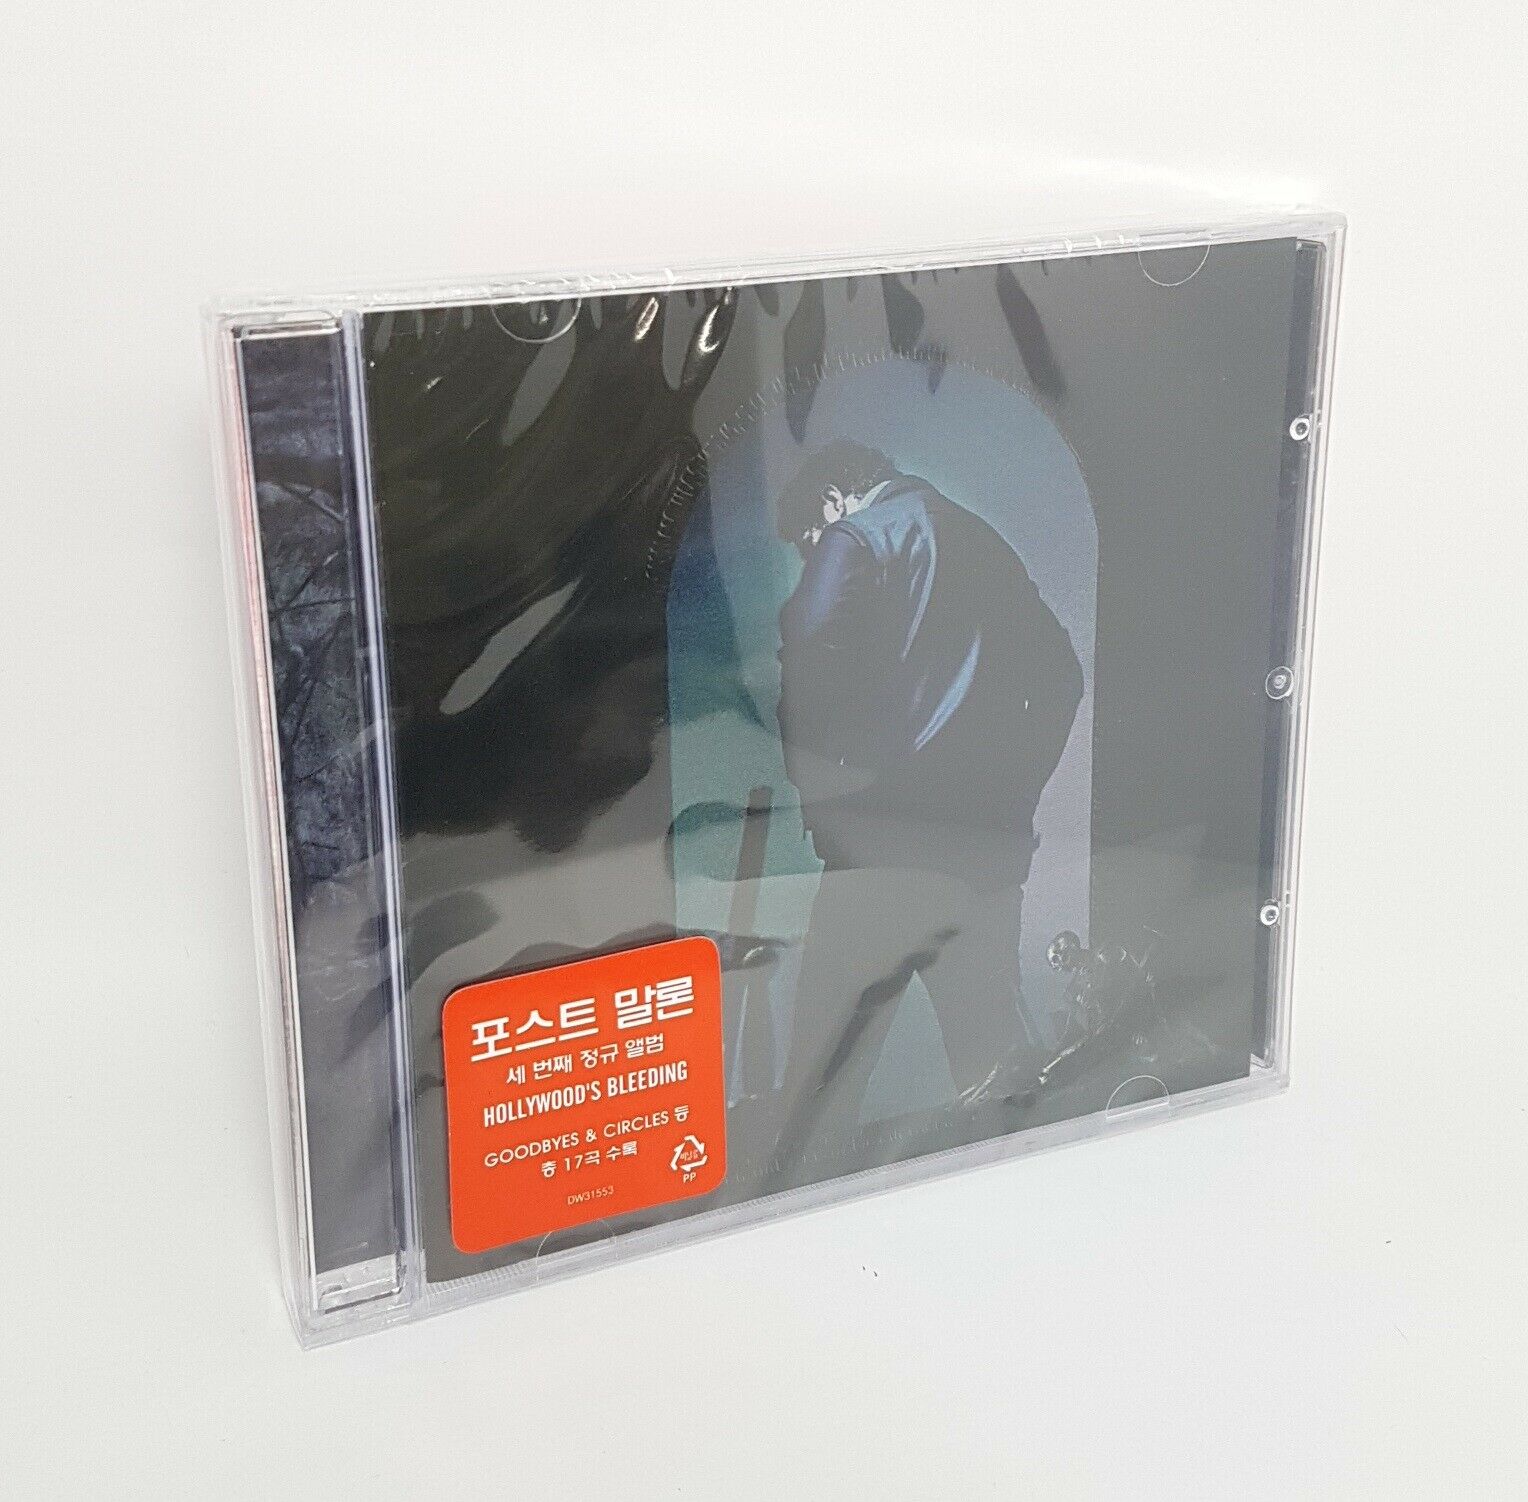 포스트 말론
세 번째 정규 앨범
HOLLYWOOD'S BLEEDING
GOODBYES & CIRCLES 등
총 17곡 수록
PP
DW31553